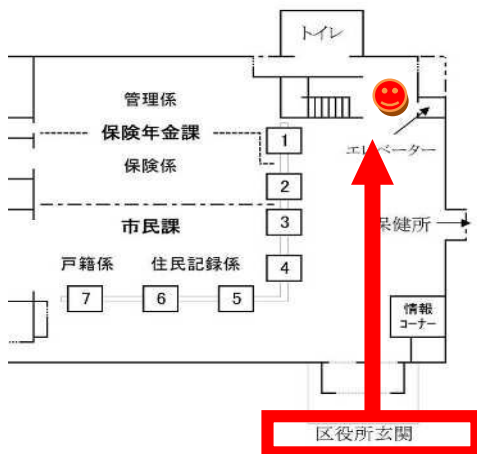 トイレ
管理係
保険年金課
保険係
1
エレベーター
2
市民課
3
保健所
戸籍係 住民記録係
4
7 6 5
情報
コーナー
区役所玄関